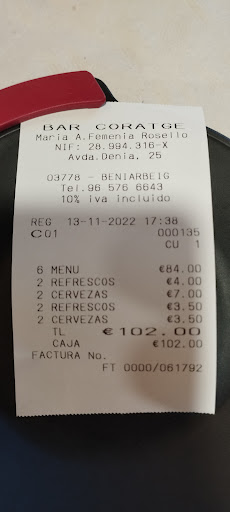 BAR CORATGE
Maria A.Femenia Rosello
NIF: 28.994.316-X
Avda.Denia, 25
03778 - BENIARBEIG
Tel.96 576 6643
10% iva incluido
REG 13-11-2022 17:38
C01 000135
CU 1
6 MENU €84.00
2 REFRESCOS €4.00
2 CERVEZAS €7.00
2 REFRESCOS €3.50
2 CERVEZAS €3.50
TL €102.00
CAJA €102.00
FACTURA No.
FT 0000/061792